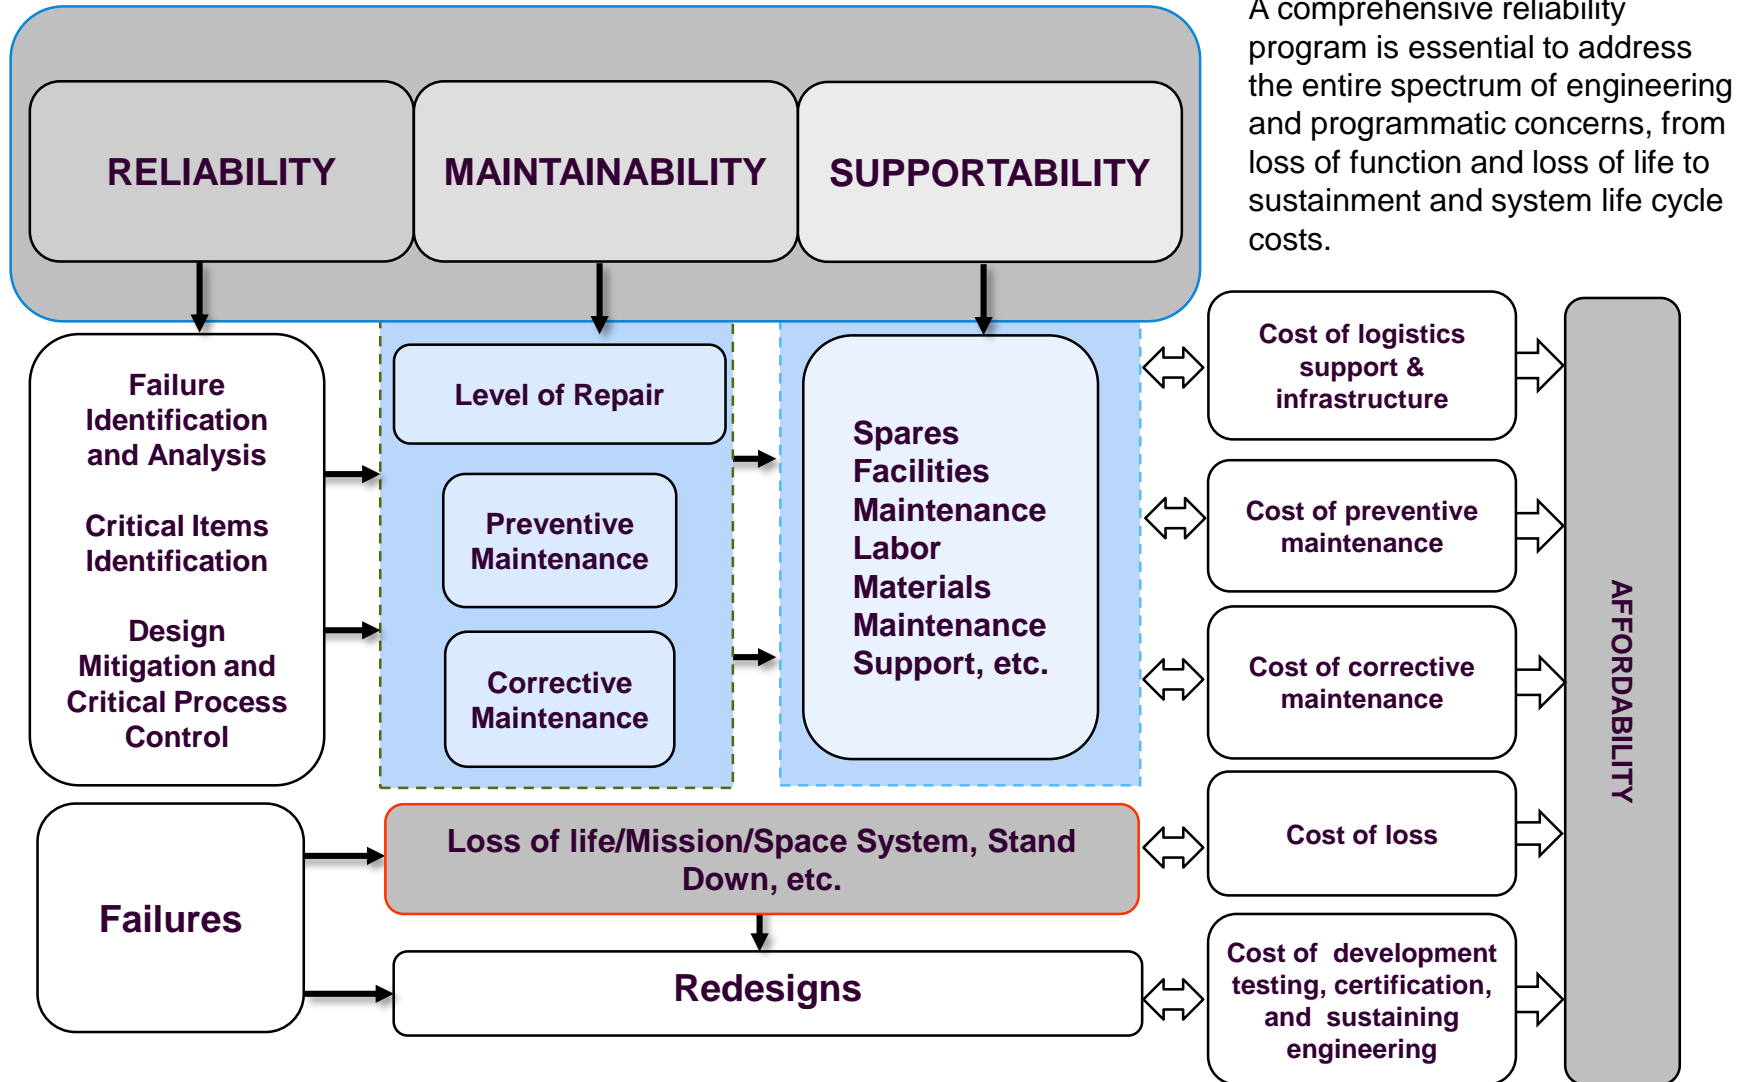 A comprehensive reliability
program is essential to address
the entire spectrum of engineering
and programmatic concerns, from
loss of function and loss of life to
sustainment and system life cycle
costs.
RELIABILITY
MAINTAINABILITY
SUPPORTABILITY
Failure
Identification
and Analysis
Critical Items
Identification
Design
Mitigation and
Critical Process
Control
Level of Repair
Preventive
Maintenance
Corrective
Maintenance
Spares
Facilities
Maintenance
Labor
Materials
Maintenance
Support, etc.
Cost of logistics
support &
infrastructure
Cost of preventive
maintenance
Cost of corrective
maintenance
Cost of loss
Cost of  development
testing, certification,
and  sustaining
engineering
AFFORDABILITY
Failures
Loss of life/Mission/Space System, Stand
Down, etc.
Redesigns